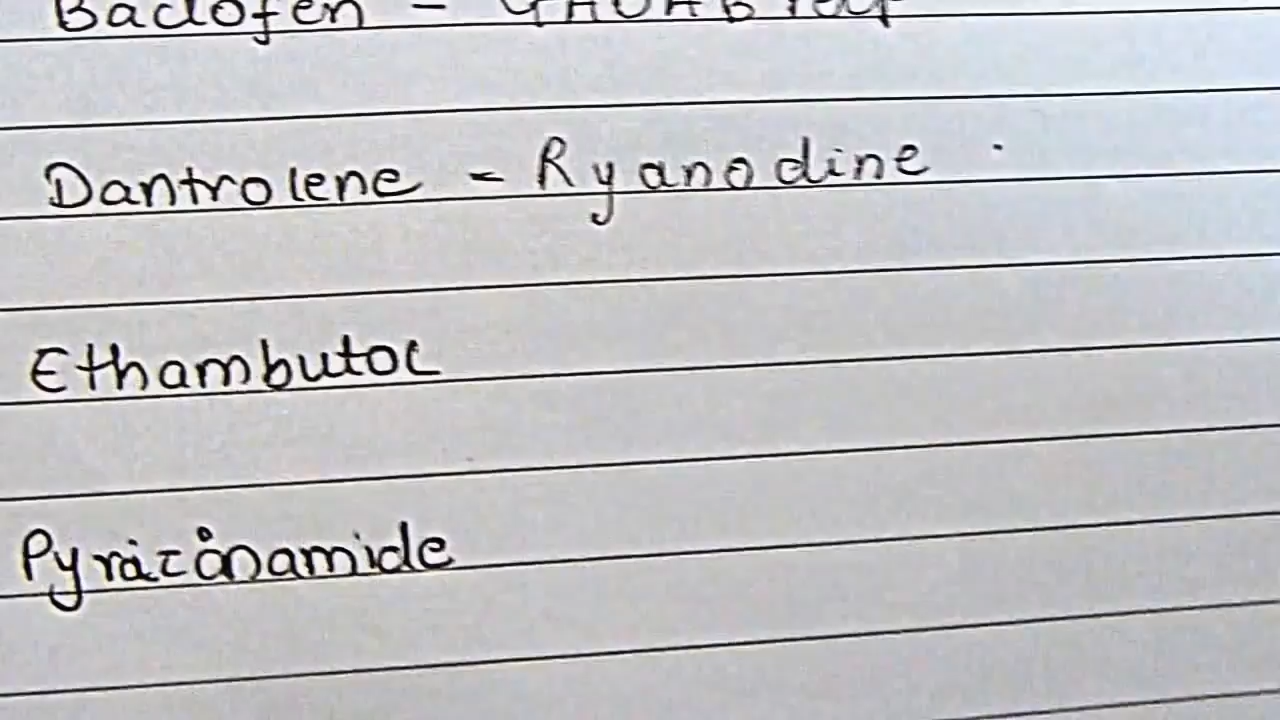 Baclofen -
Dantrolene - Ryanodine .
Ethambutol
Pyrazinamide